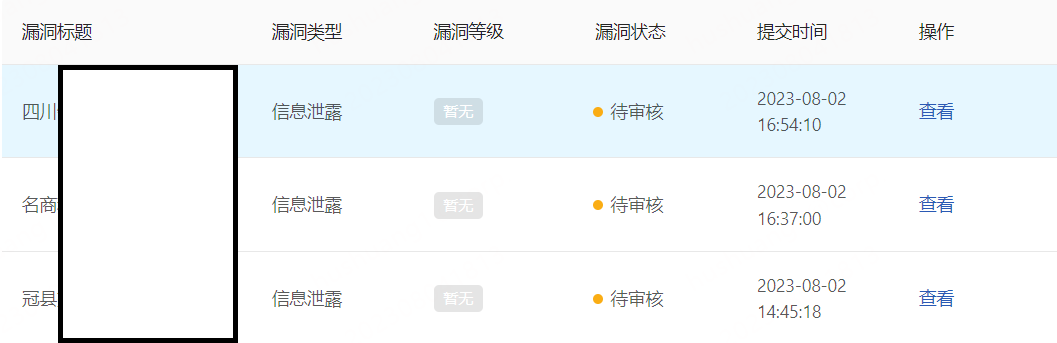 漏洞标题 漏洞类型 漏洞等级 漏洞状态 提交时间 操作
四川 信息泄露 暂无 待审核 2023-08-02 16:54:10 查看
名商 信息泄露 暂无 待审核 2023-08-02 16:37:00 查看
冠县 信息泄露 暂无 待审核 2023-08-02 14:45:18 查看